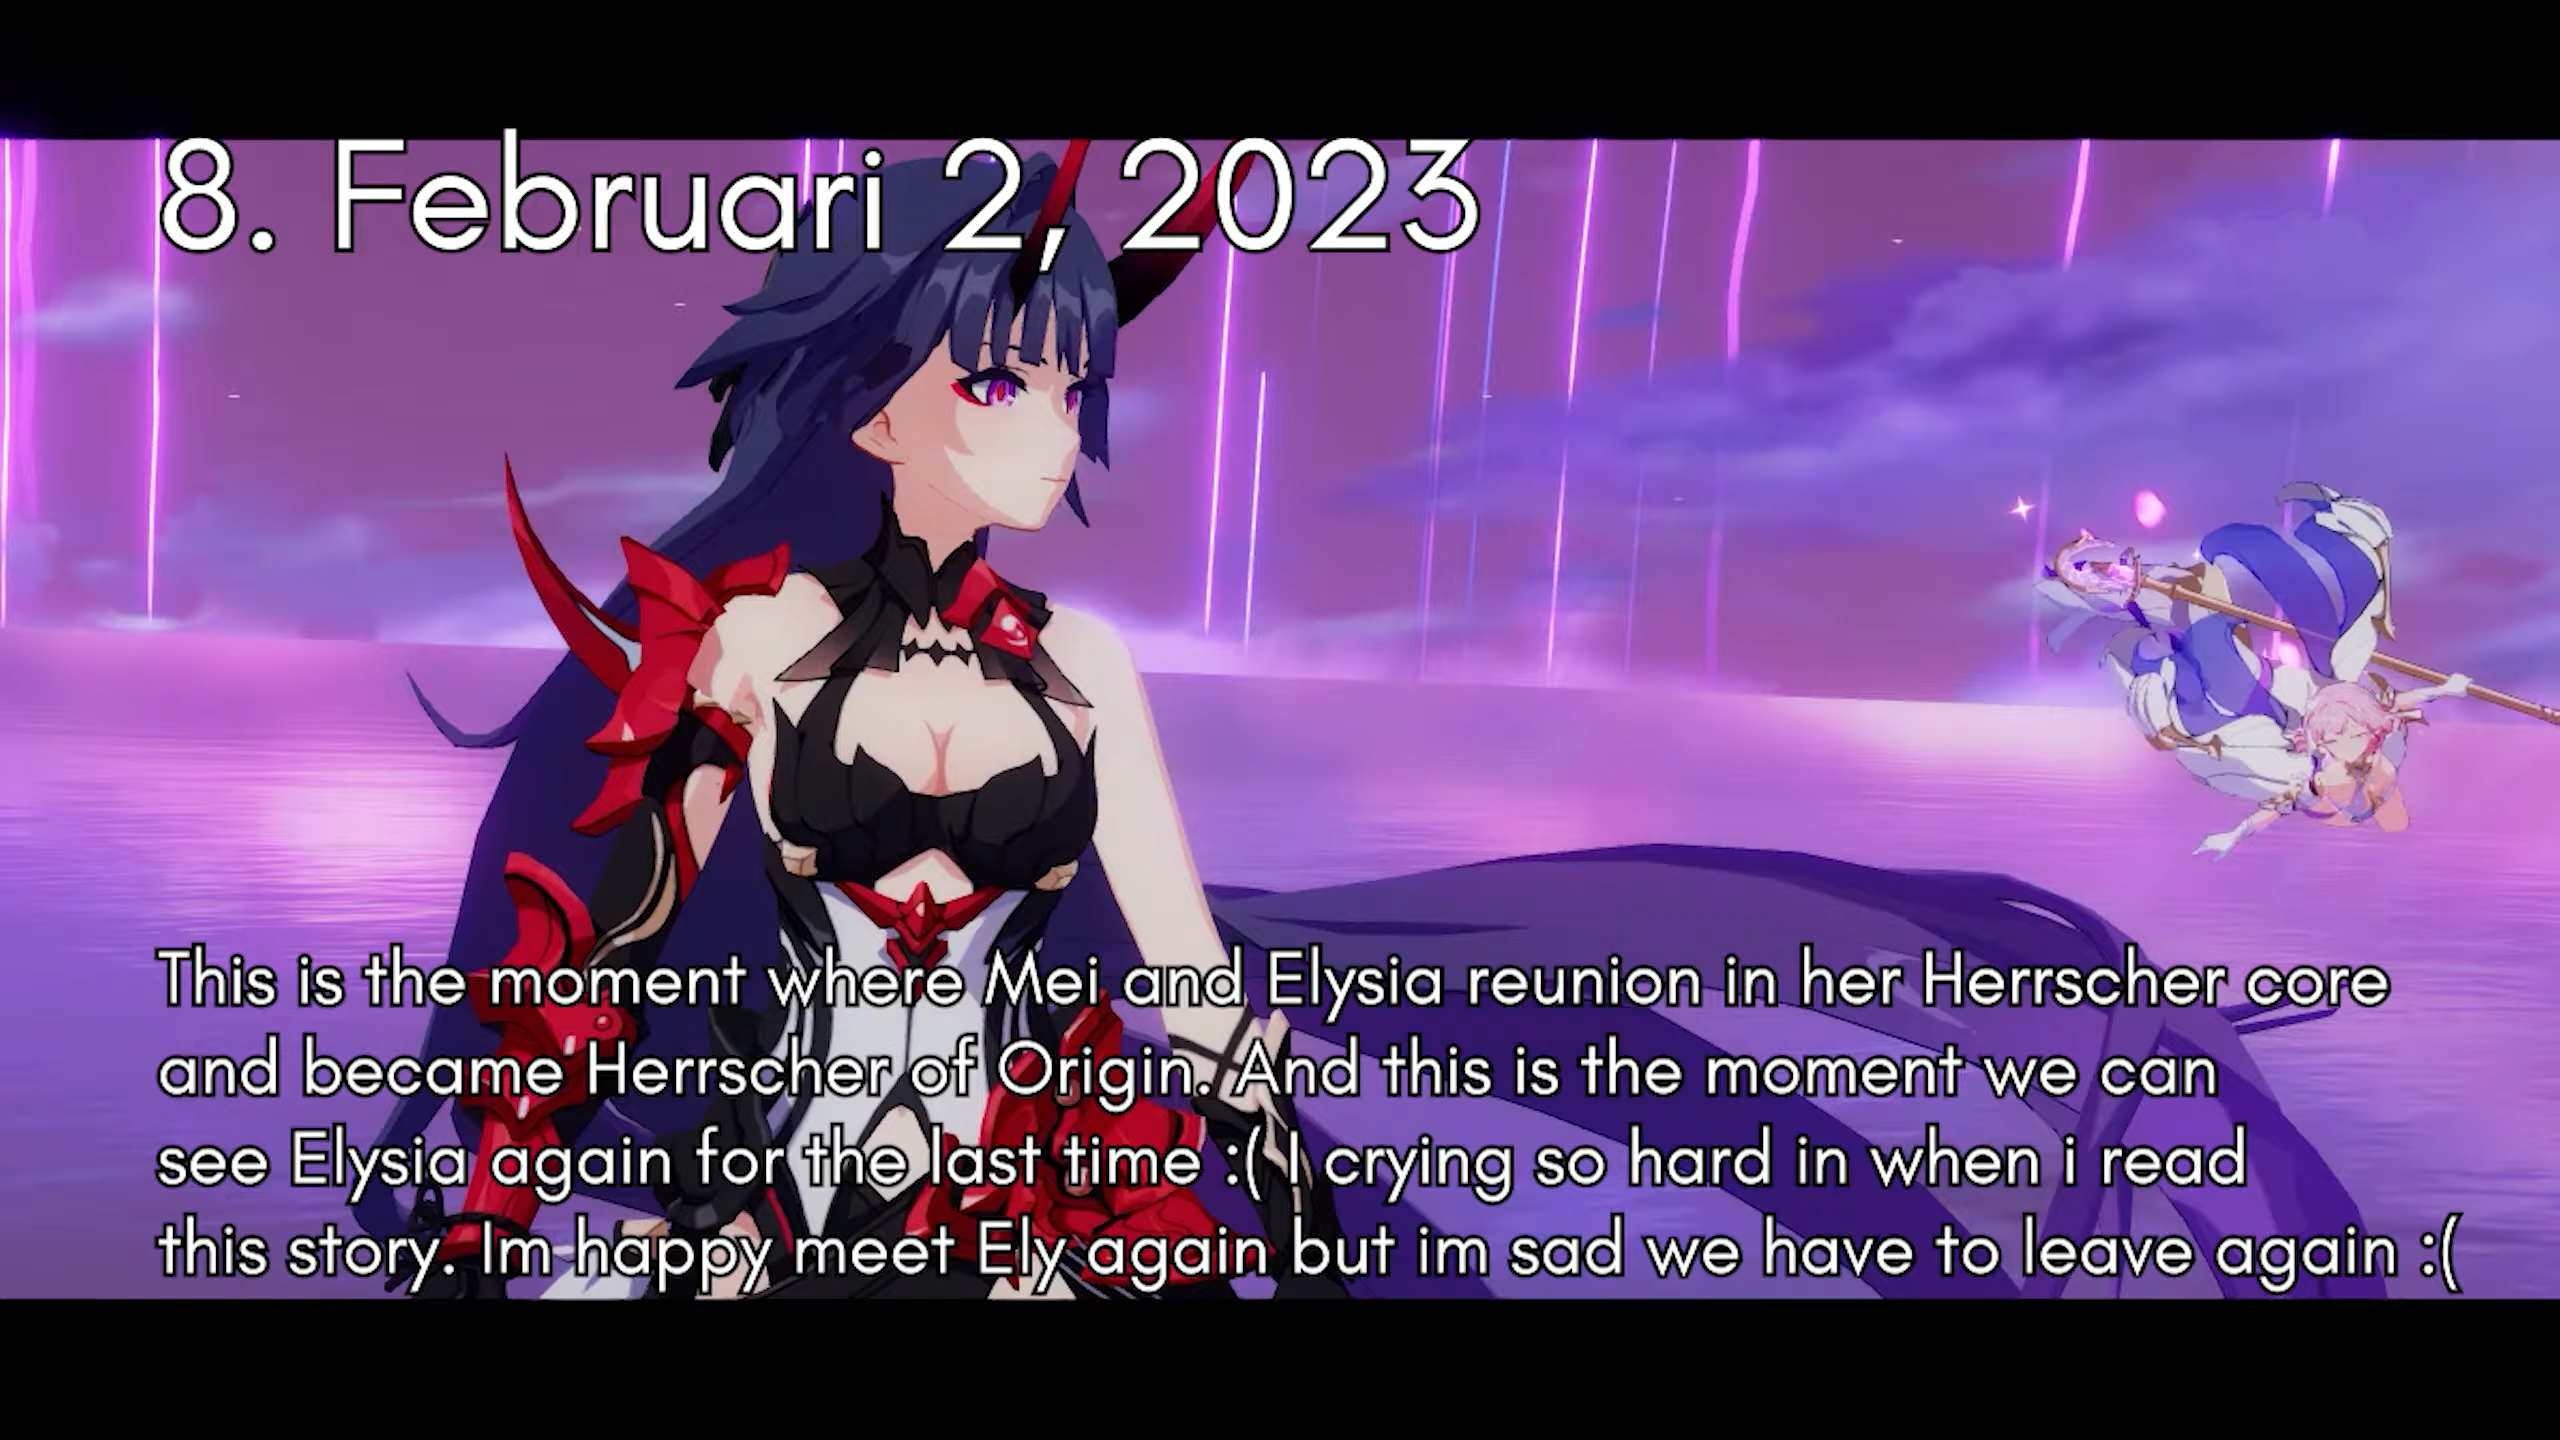 8. Februari 2, 2023
This is the moment where Mei and Elysia reunion in her Herrscher core
and became Herrscher of Origin. And this is the moment we can
see Elysia again for the last time :( I crying so hard in when i read
this story. Im happy meet Ely again but im sad we have to leave again :(